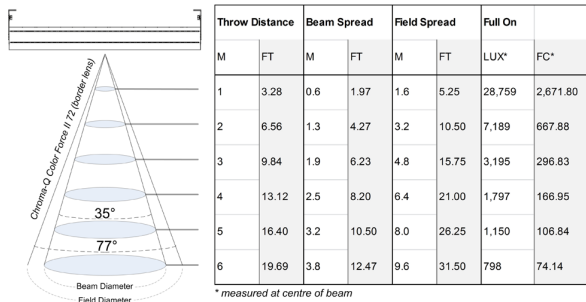 Throw Distance Beam Spread Field Spread Full On
M FT M FT M FT LUX* FC*
1 3.28 0.6 1.97 1.6 5.25 28,759 2,671.80
2 6.56 1.3 4.27 3.2 10.50 7,189 667.88
3 9.84 1.9 6.23 4.8 15.75 3,195 296.83
4 13.12 2.5 8.20 6.4 21.00 1,797 166.95
5 16.40 3.2 10.50 8.0 26.25 1,150 106.84
6 19.69 3.8 12.47 9.6 31.50 798 74.14
* measured at centre of beam
Chroma-Q Color Force II 72 (border lens)
35°
77°
Beam Diameter
Field Diameter